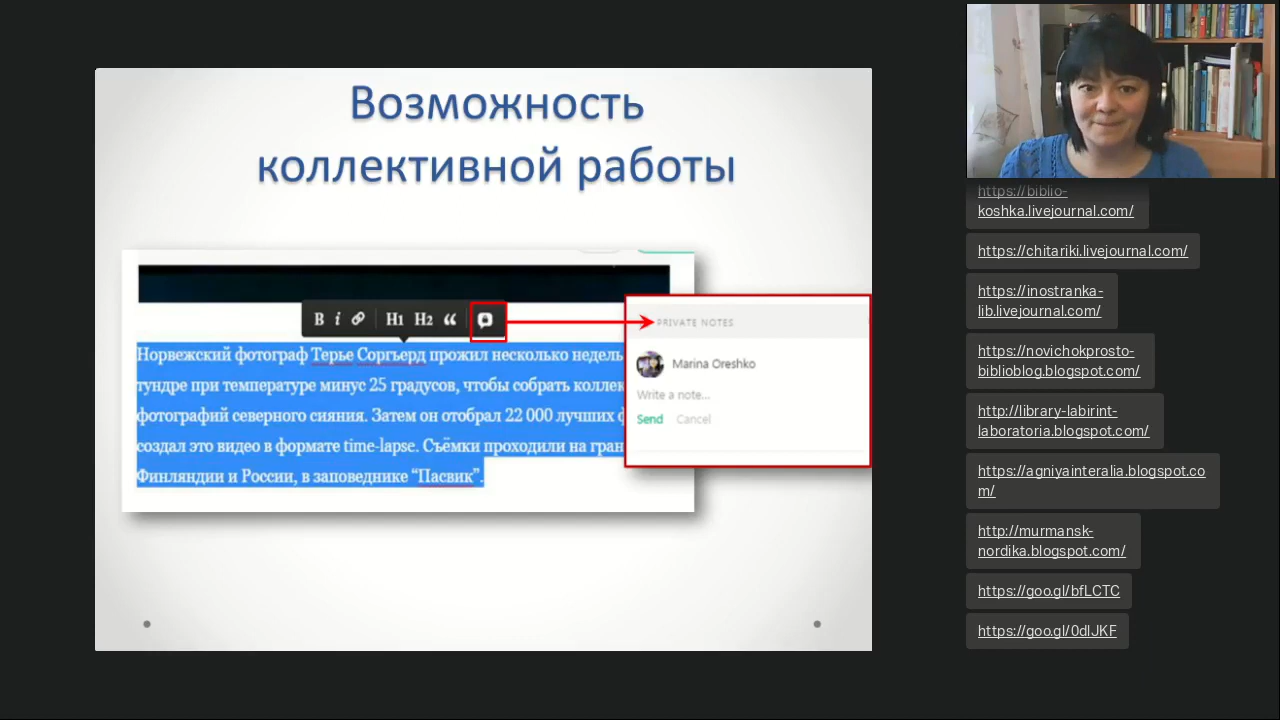 Возможность
коллективной работы
B i H1 H2 “
Норвежский фотограф Терье Соргьерд прожил несколько недель
тундре при температуре минус 25 градусов, чтобы собрать коллек
фотографий северного сияния. Затем он отобрал 22 000 лучших ф
создал это видео в формате time-lapse. Съёмки проходили на гран
Финляндии и России, в заповеднике “Пасвик”.
PRIVATE NOTES
Marina Oreshko
Write a note...
Send Cancel
https://biblio-
koshka.livejournal.com/
https://chitariki.livejournal.com/
https://inostranka-
lib.livejournal.com/
https://novichokprosto-
biblioblog.blogspot.com/
http://library-labirint-
laboratoria.blogspot.com/
https://agniyainteralia.blogspot.co
m/
http://murmansk-
nordika.blogspot.com/
https://goo.gl/bfLCTC
https://goo.gl/0dlJKF